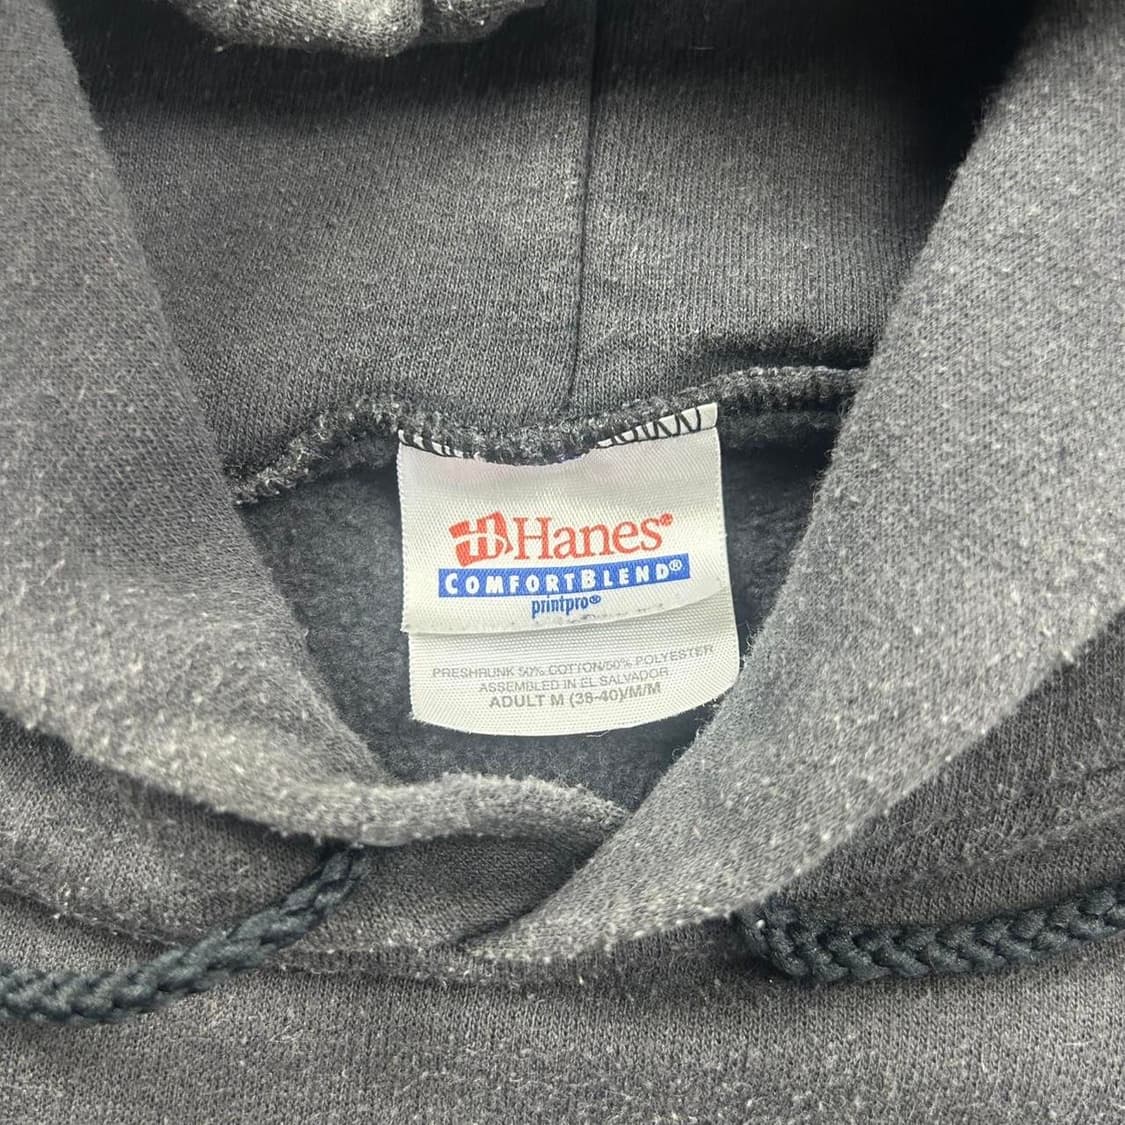 Hanes®
COMFORTBLEND®
printpro®
PRESHRUNK 50% COTTON/50% POLYESTER
ASSEMBLED IN EL SALVADOR
ADULT M (38-40)/M/M